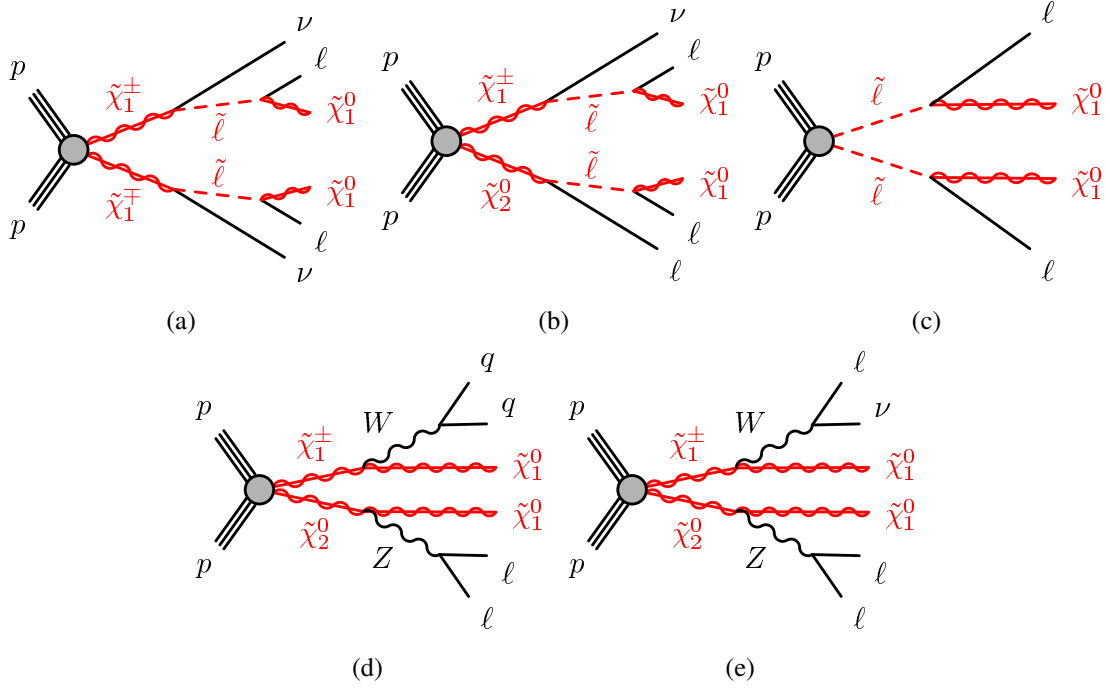 p p χ̃₁± χ̃₁∓ ν ℓ χ̃₁⁰ ℓ̃ ℓ̃ χ̃₁⁰ ℓ ν
(a)
p p χ̃₁± χ̃₂⁰ ν ℓ χ̃₁⁰ ℓ̃ ℓ̃ χ̃₁⁰ ℓ ℓ
(b)
p p ℓ̃ ℓ̃ ℓ χ̃₁⁰ χ̃₁⁰ ℓ
(c)
p p χ̃₁± χ̃₂⁰ W q q χ̃₁⁰ χ̃₁⁰ Z ℓ ℓ
(d)
p p χ̃₁± χ̃₂⁰ W ℓ ν χ̃₁⁰ χ̃₁⁰ Z ℓ ℓ
(e)